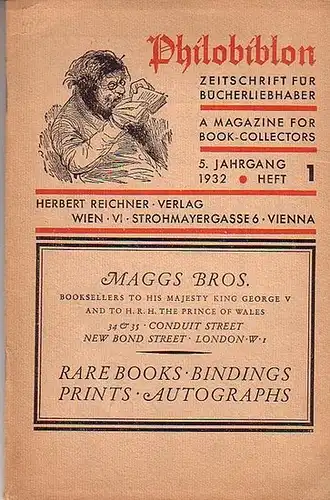 Philobiblon
ZEITSCHRIFT FÜR
BÜCHERLIEBHABER
A MAGAZINE FOR
BOOK-COLLECTORS
5. JAHRGANG
1932 • HEFT 1
HERBERT REICHNER · VERLAG
WIEN · VI · STROHMAYERGASSE 6 · VIENNA
MAGGS BROS.
BOOKSELLERS TO HIS MAJESTY KING GEORGE V
AND TO H. R. H. THE PRINCE OF WALES
34 & 35 · CONDUIT STREET
NEW BOND STREET · LONDON · W · 1
RARE BOOKS · BINDINGS
PRINTS · AUTOGRAPHS